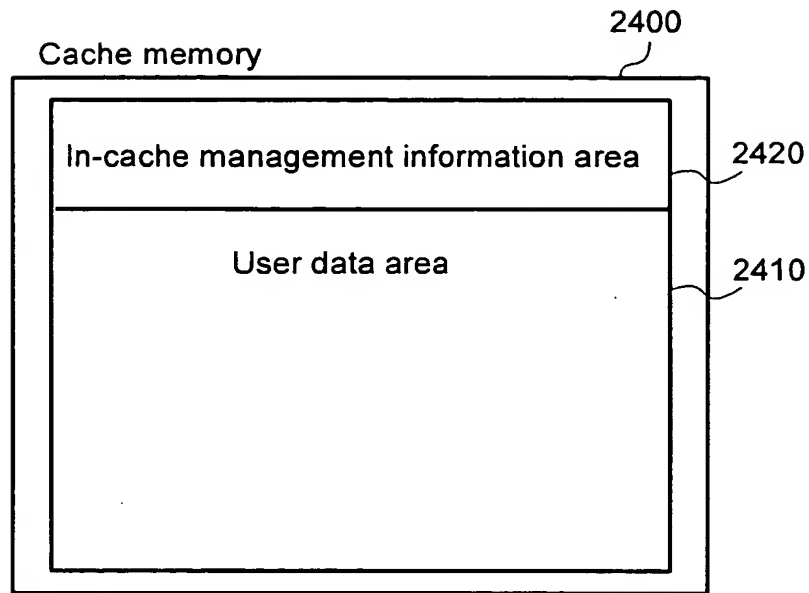 2400
Cache memory
In-cache management information area
2420
User data area
2410